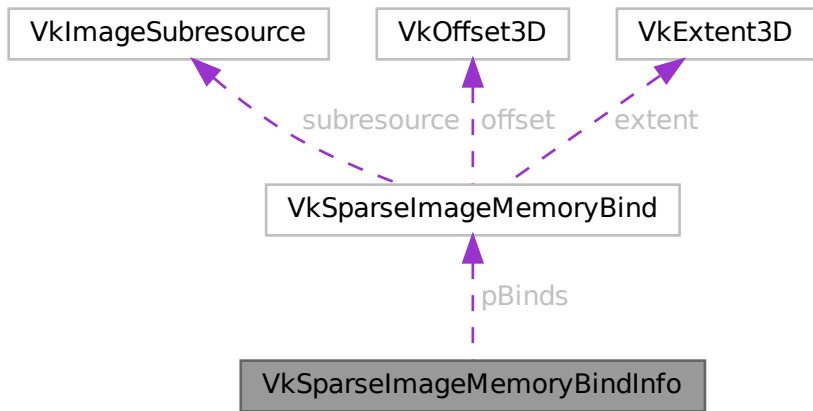 VkImageSubresource
VkOffset3D
VkExtent3D
subresource
offset
extent
VkSparseImageMemoryBind
pBinds
VkSparseImageMemoryBindInfo